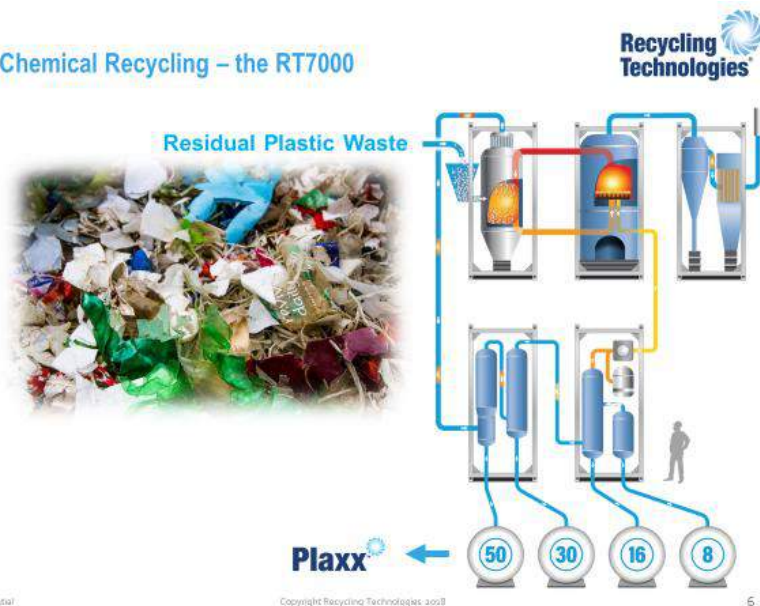 Chemical Recycling – the RT7000
Recycling
Technologies
Residual Plastic Waste
50
30
16
8
Plaxx
Copyright Recycling Technologies 2018
6